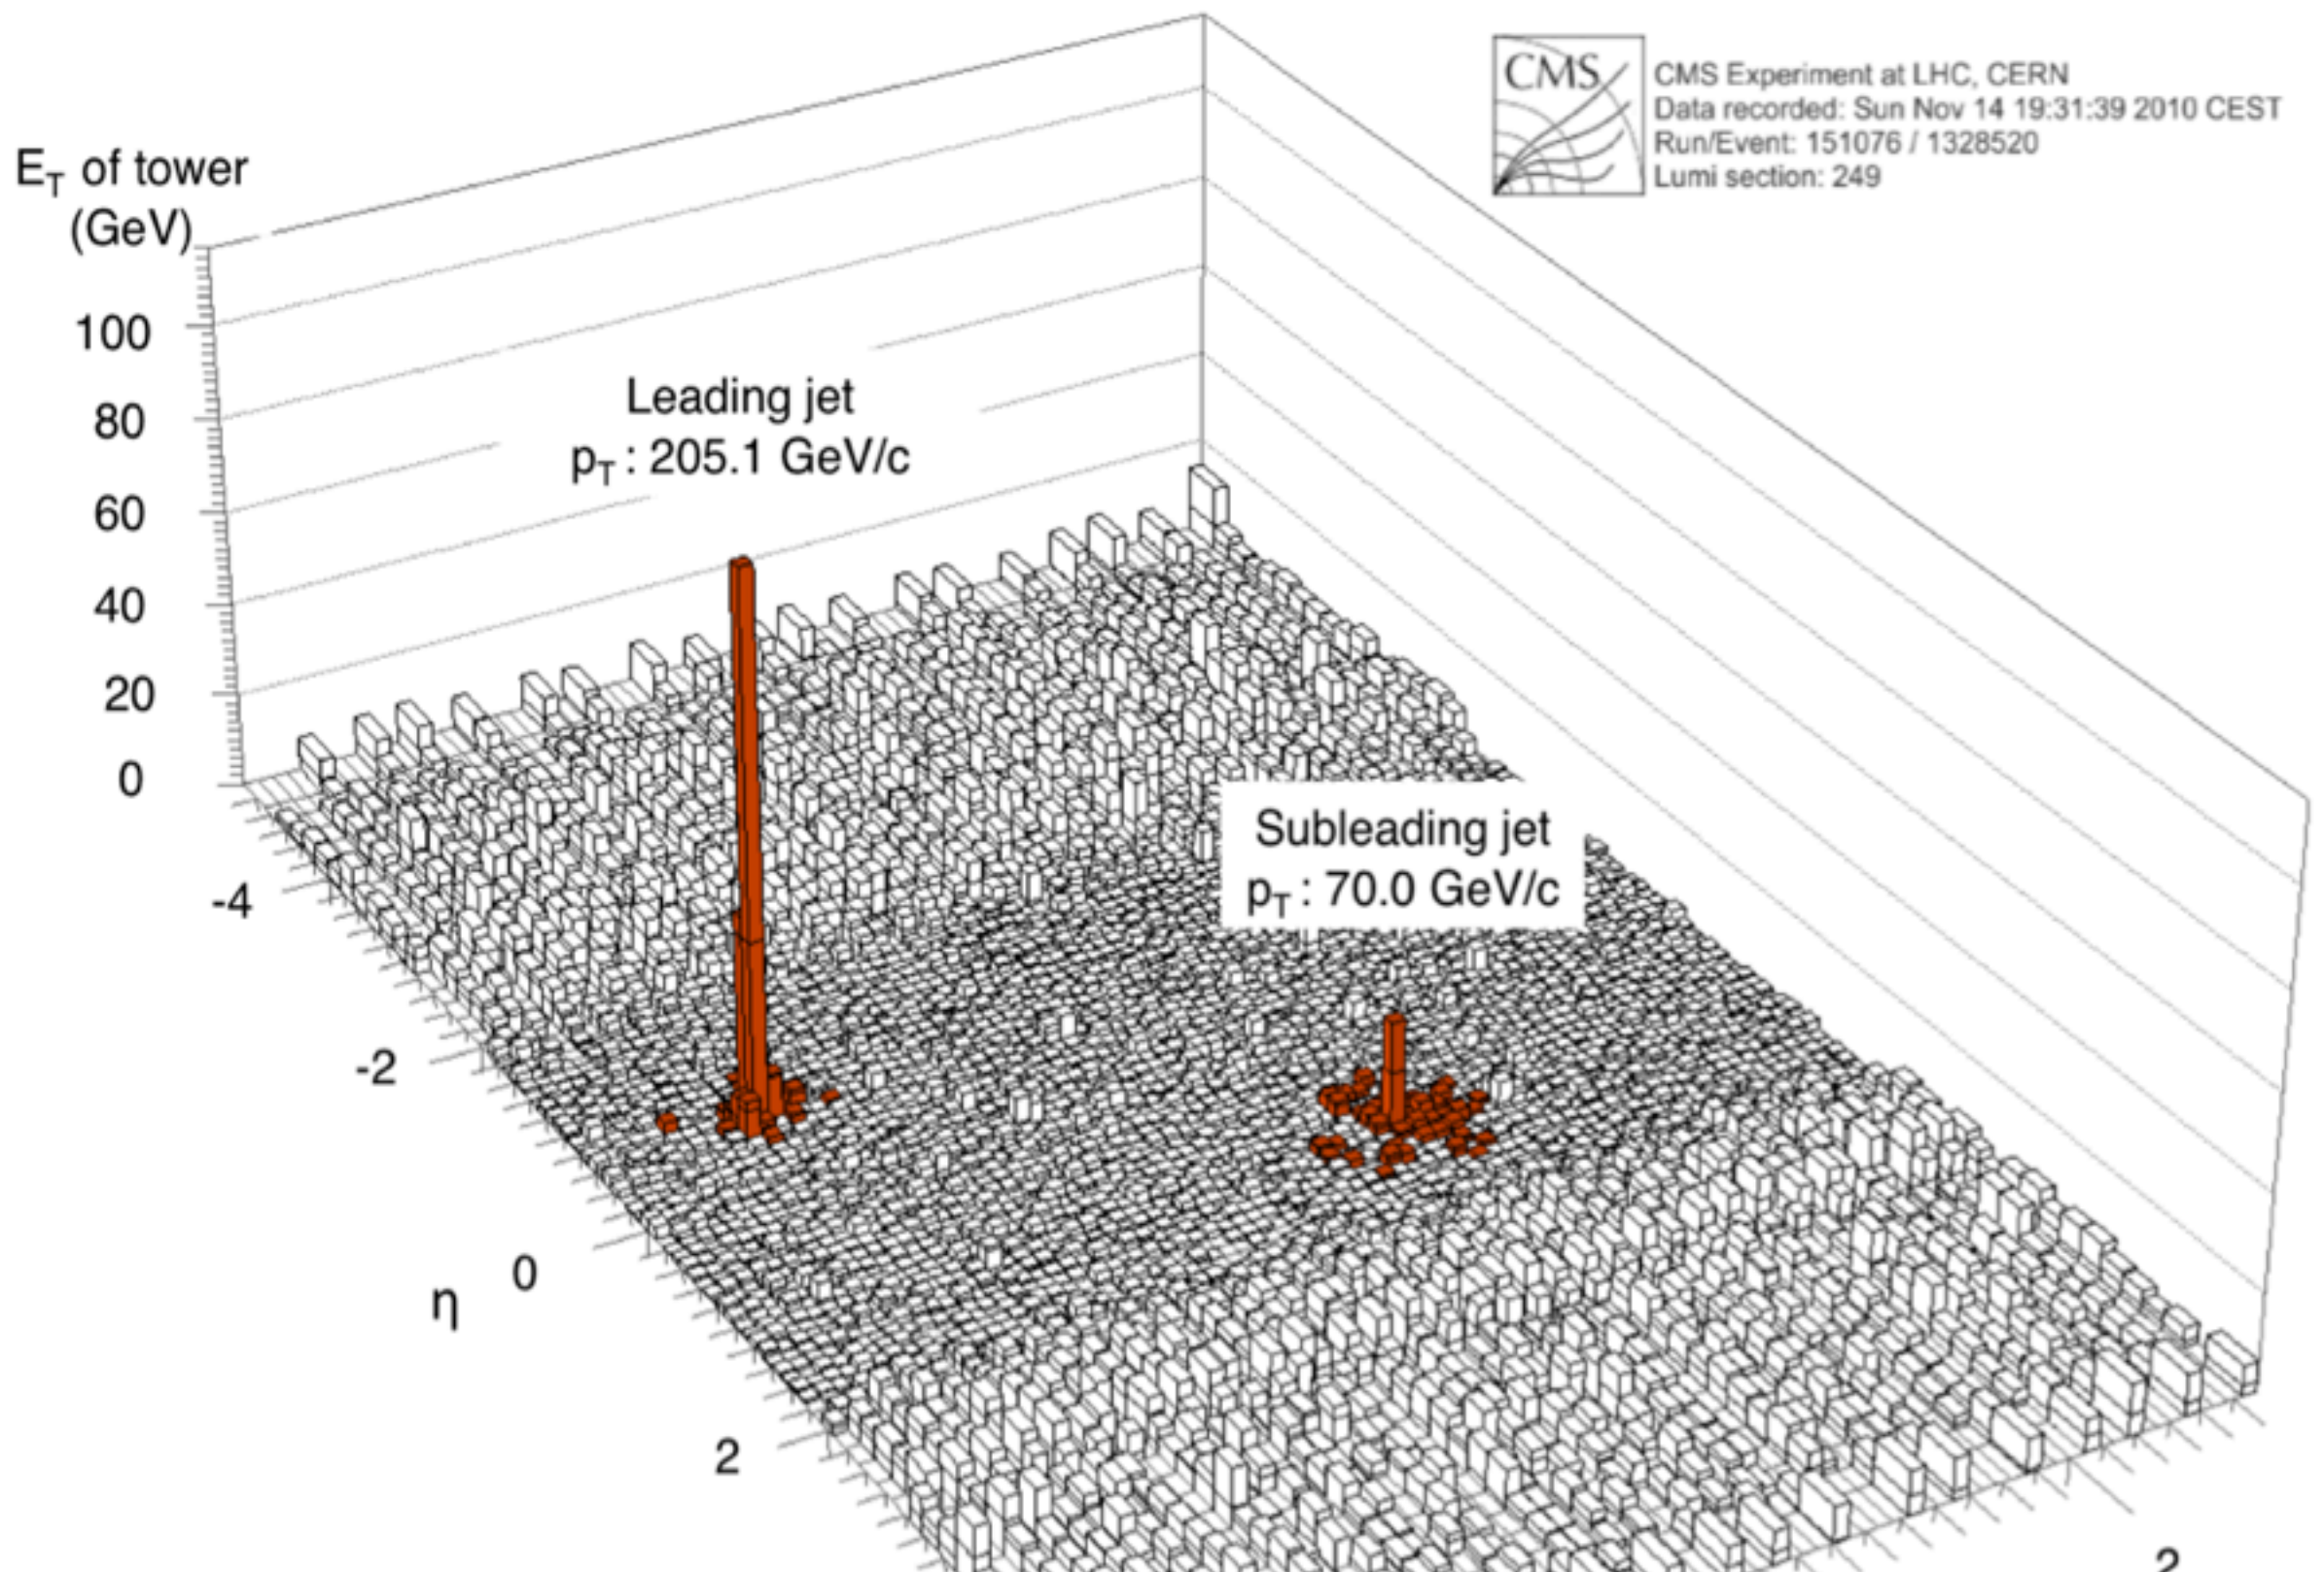 CMS
CMS Experiment at LHC, CERN
Data recorded: Sun Nov 14 19:31:39 2010 CEST
Run/Event: 151076 / 1328520
Lumi section: 249
E_T of tower
(GeV)
100
80
60
40
20
0
Leading jet
p_T : 205.1 GeV/c
Subleading jet
p_T : 70.0 GeV/c
-4
-2
0
η
2
2